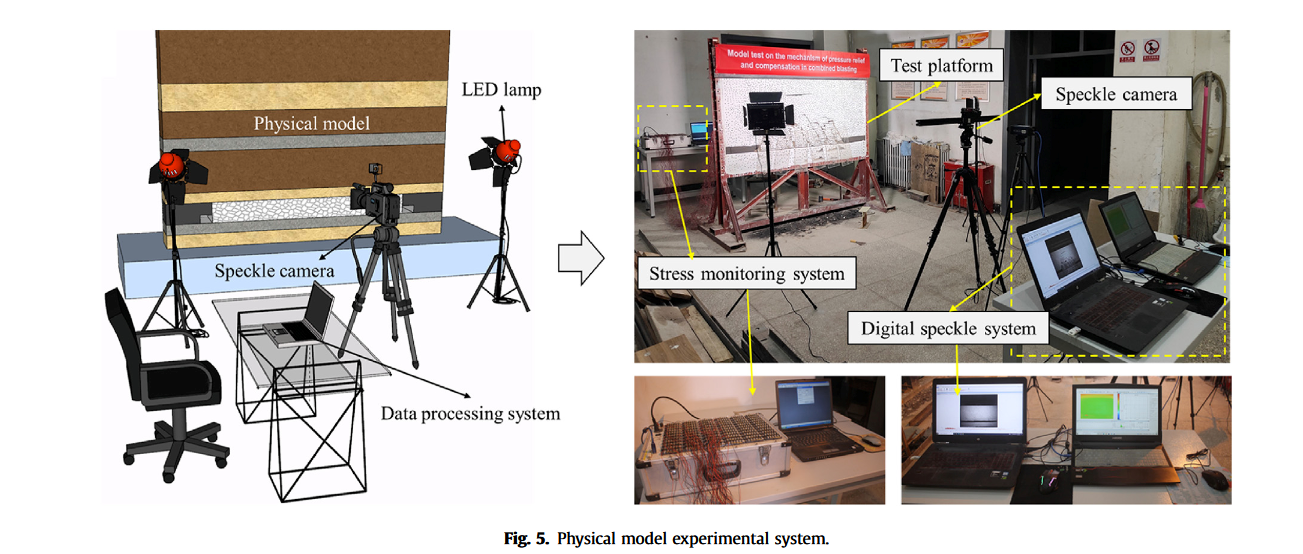 LED lamp
Physical model
Speckle camera
Data processing system
Model test on the mechanism of pressure relief
and compensation in combined blasting
Test platform
Speckle camera
Stress monitoring system
Digital speckle system
Fig. 5. Physical model experimental system.